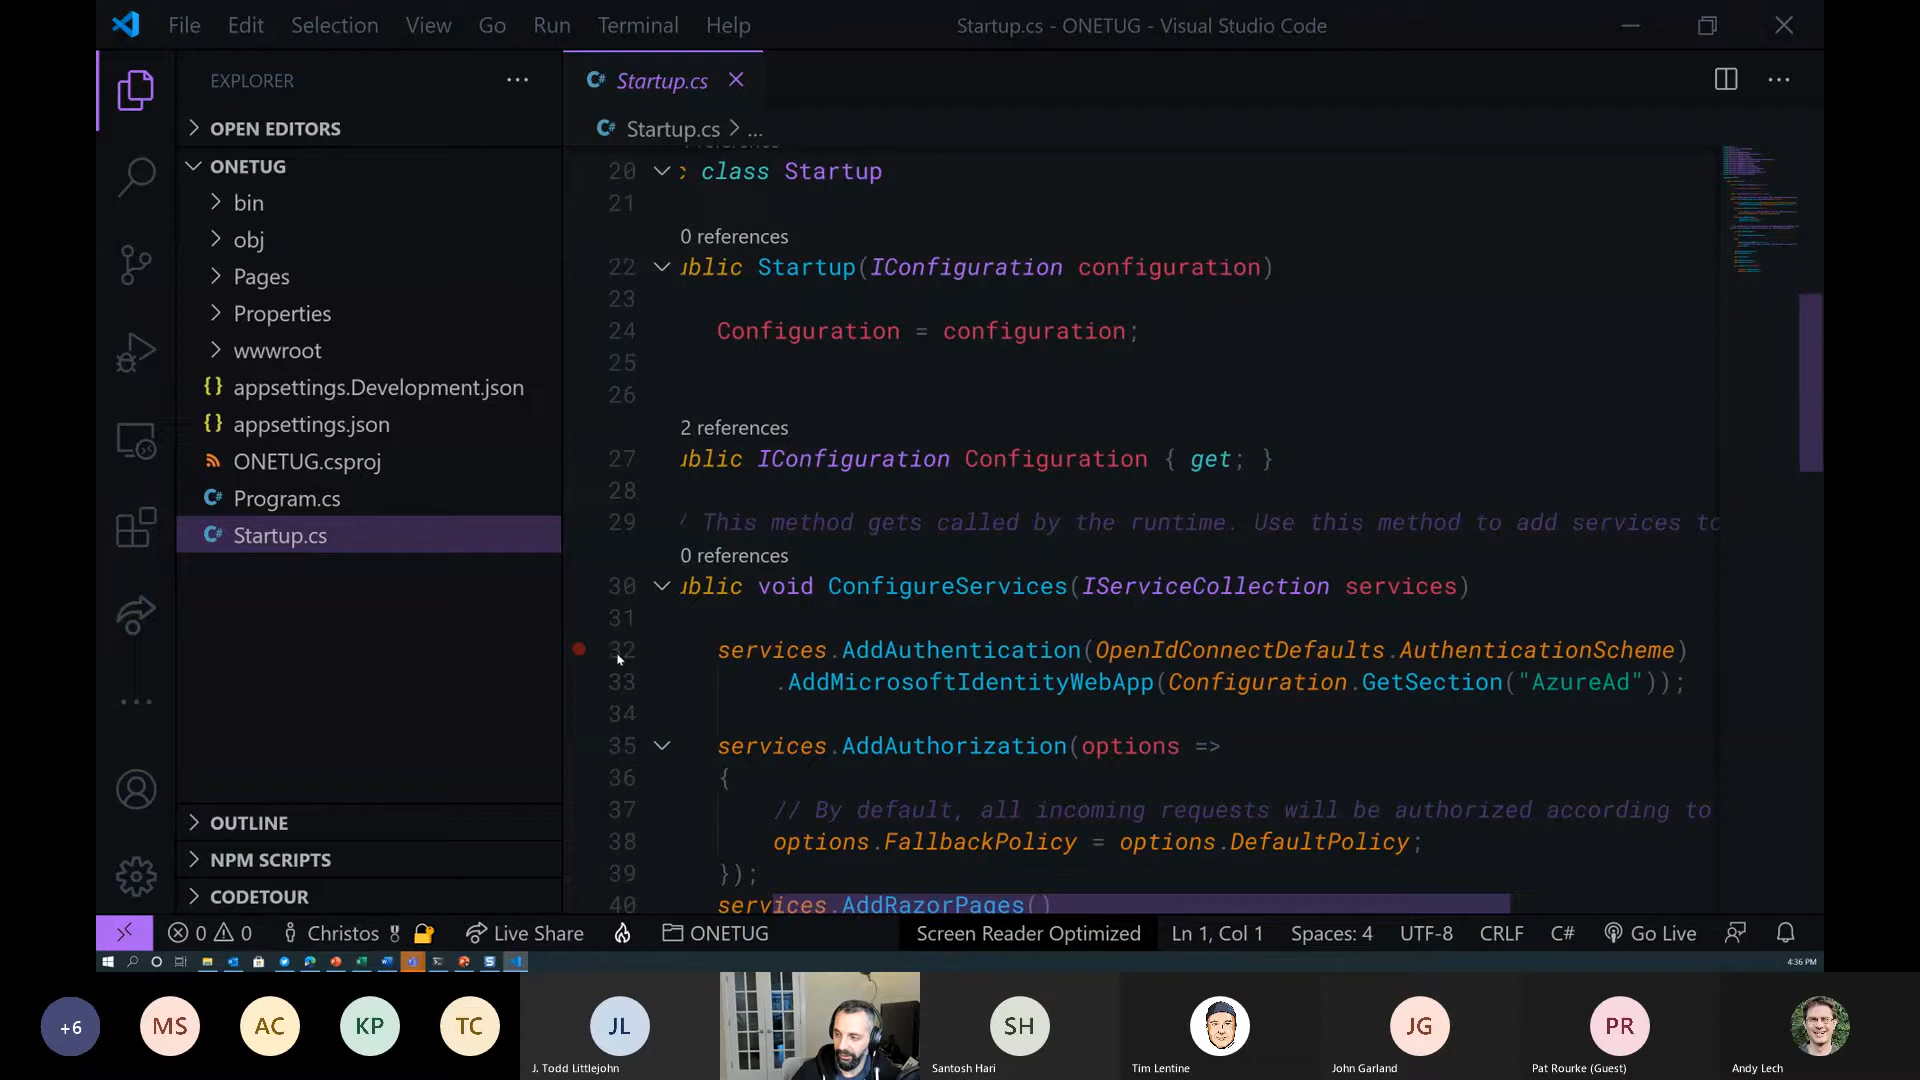 File Edit Selection View Go Run Terminal Help
Startup.cs - ONETUG - Visual Studio Code
EXPLORER
OPEN EDITORS
ONETUG
bin
obj
Pages
Properties
wwwroot
appsettings.Development.json
appsettings.json
ONETUG.csproj
Program.cs
Startup.cs
OUTLINE
NPM SCRIPTS
CODETOUR
Startup.cs
Startup.cs > ...
20 class Startup
21
0 references
22 ublic Startup(IConfiguration configuration)
23
24 Configuration = configuration;
25
26
2 references
27 ublic IConfiguration Configuration { get; }
28
29 / This method gets called by the runtime. Use this method to add services to
0 references
30 ublic void ConfigureServices(IServiceCollection services)
31
32 services.AddAuthentication(OpenIdConnectDefaults.AuthenticationScheme)
33 .AddMicrosoftIdentityWebApp(Configuration.GetSection("AzureAd"));
34
35 services.AddAuthorization(options =>
36 {
37 // By default, all incoming requests will be authorized according to
38 options.FallbackPolicy = options.DefaultPolicy;
39 });
40 services.AddRazorPages()
0 0 Christos Live Share ONETUG Screen Reader Optimized Ln 1, Col 1 Spaces: 4 UTF-8 CRLF C# Go Live
4:36 PM
+6 MS AC KP TC JL SH JG PR
J. Todd Littlejohn Santosh Hari Tim Lentine John Garland Pat Rourke (Guest) Andy Lech